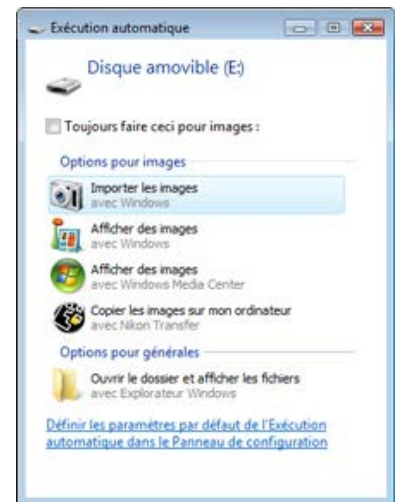 Exécution automatique
Disque amovible (E:)
Toujours faire ceci pour images :
Options pour images
Importer les images
avec Windows
Afficher des images
avec Windows
Afficher des images
avec Windows Media Center
Copier les images sur mon ordinateur
avec Nikon Transfer
Options pour générales
Ouvrir le dossier et afficher les fichiers
avec Explorateur Windows
Définir les paramètres par défaut de l'Exécution
automatique dans le Panneau de configuration